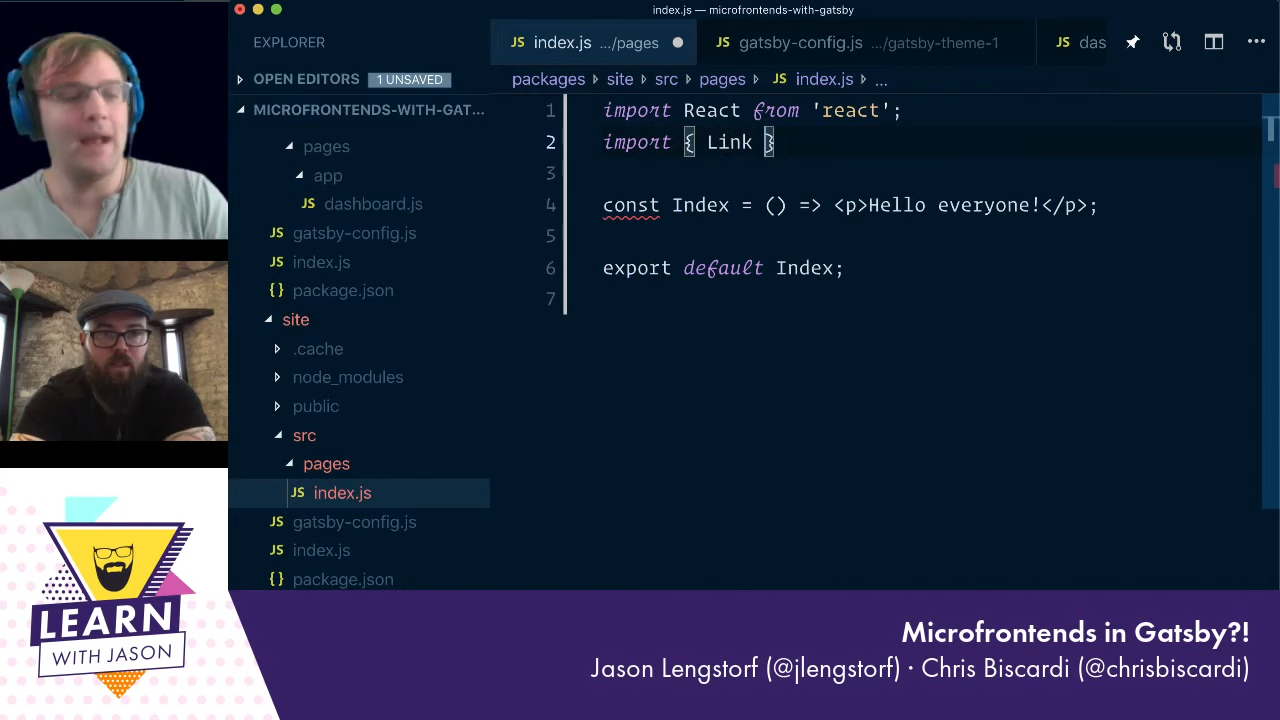 index.js — microfrontends-with-gatsby
EXPLORER
JS index.js .../pages
JS gatsby-config.js .../gatsby-theme-1
JS das
OPEN EDITORS 1 UNSAVED
packages site src pages JS index.js ...
MICROFRONTENDS-WITH-GAT...
pages
app
JS dashboard.js
JS gatsby-config.js
JS index.js
{} package.json
site
.cache
node_modules
public
src
pages
JS index.js
JS gatsby-config.js
JS index.js
{} package.json
1 import React from 'react';
2 import { Link }
3
4 const Index = () => <p>Hello everyone!</p>;
5
6 export default Index;
7
LEARN
WITH JASON
Microfrontends in Gatsby?!
Jason Lengstorf (@jlengstorf) · Chris Biscardi (@chrisbiscardi)